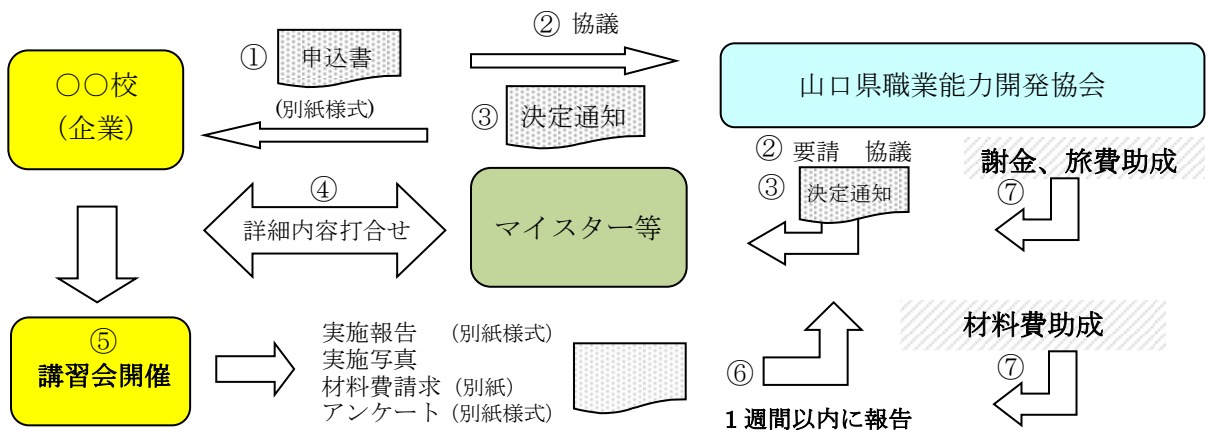 ② 協議
① 申込書
(別紙様式)
③ 決定通知
○○校
(企業)
山口県職業能力開発協会
② 要請 協議
③ 決定通知
謝金、旅費助成
⑦
④
詳細内容打合せ
マイスター等
⑤
講習会開催
実施報告 (別紙様式)
実施写真
材料費請求 (別紙)
アンケート (別紙様式)
⑥
1週間以内に報告
材料費助成
⑦